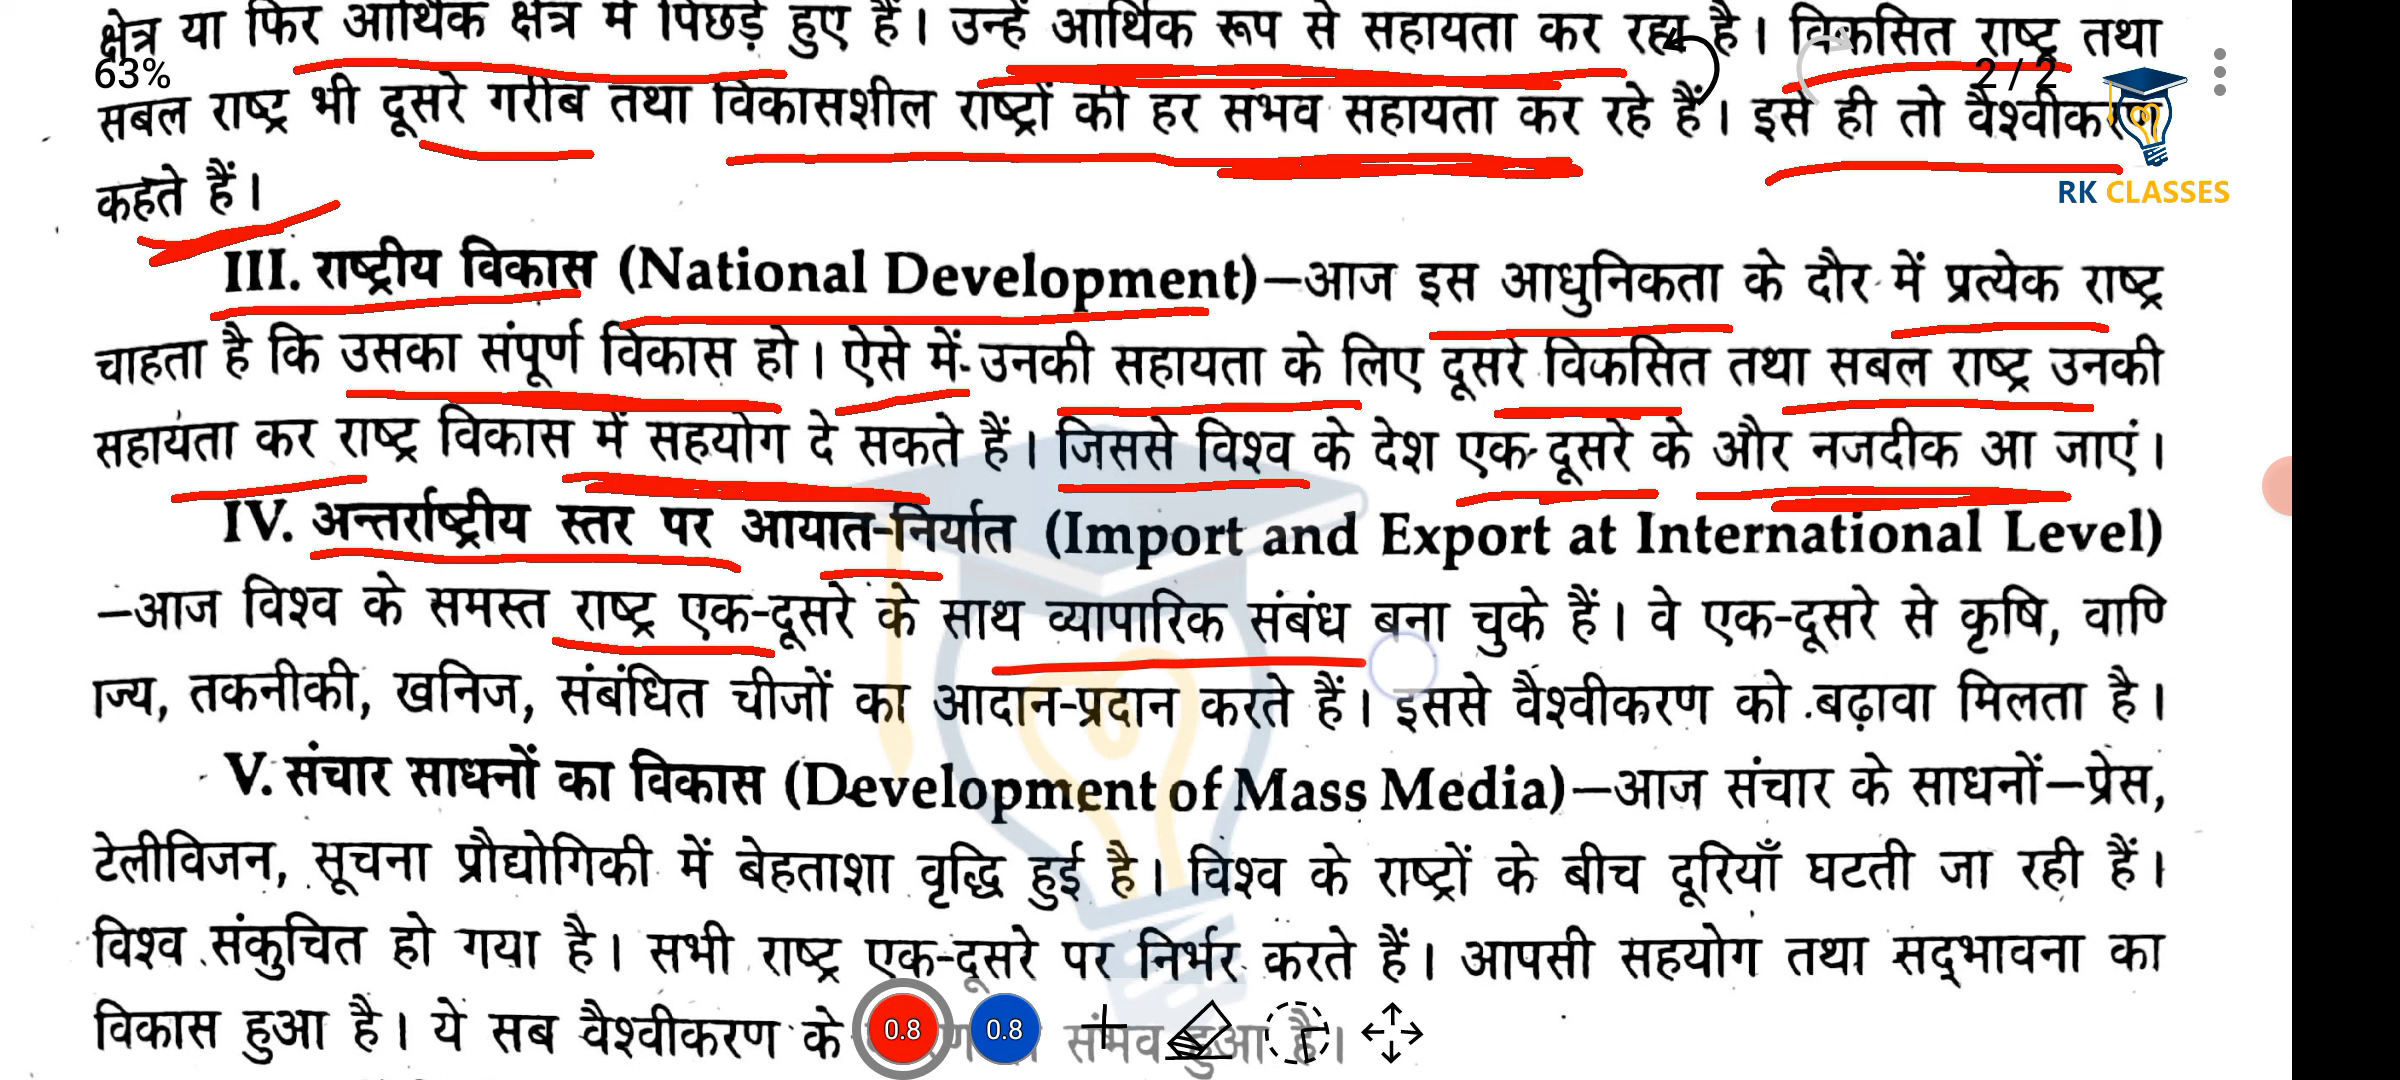 क्षेत्र या फिर आर्थिक क्षेत्र में पिछड़े हुए हैं। उन्हें आर्थिक रूप से सहायता कर रहा है। विकसित राष्ट्र तथा
63%
2 / 2
सबल राष्ट्र भी दूसरे गरीब तथा विकासशील राष्ट्रों की हर संभव सहायता कर रहे हैं। इसे ही तो वैश्वीकरण
कहते हैं।
RK CLASSES
III. राष्ट्रीय विकास (National Development)–आज इस आधुनिकता के दौर में प्रत्येक राष्ट्र
चाहता है कि उसका संपूर्ण विकास हो। ऐसे में उनकी सहायता के लिए दूसरे विकसित तथा सबल राष्ट्र उनकी
सहायता कर राष्ट्र विकास में सहयोग दे सकते हैं। जिससे विश्व के देश एक-दूसरे के और नजदीक आ जाएं।
IV. अन्तर्राष्ट्रीय स्तर पर आयात-निर्यात (Import and Export at International Level)
–आज विश्व के समस्त राष्ट्र एक-दूसरे के साथ व्यापारिक संबंध बना चुके हैं। वे एक-दूसरे से कृषि, वाणि
ज्य, तकनीकी, खनिज, संबंधित चीजों का आदान-प्रदान करते हैं। इससे वैश्वीकरण को बढ़ावा मिलता है।
V. संचार साधनों का विकास (Development of Mass Media)–आज संचार के साधनों–प्रेस,
टेलीविजन, सूचना प्रौद्योगिकी में बेहताशा वृद्धि हुई है। विश्व के राष्ट्रों के बीच दूरियाँ घटती जा रही हैं।
विश्व संकुचित हो गया है। सभी राष्ट्र एक-दूसरे पर निर्भर करते हैं। आपसी सहयोग तथा सद्भावना का
विकास हुआ है। ये सब वैश्वीकरण के संभव हुआ है।
0.8 0.8